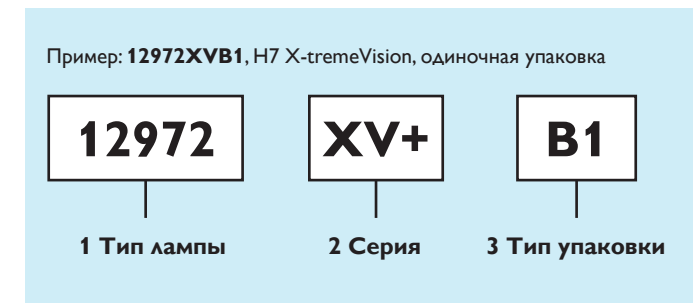 Пример: 12972XVB1, H7 X-tremeVision, одиночная упаковка
12972 XV+ B1
1 Тип лампы 2 Серия 3 Тип упаковки